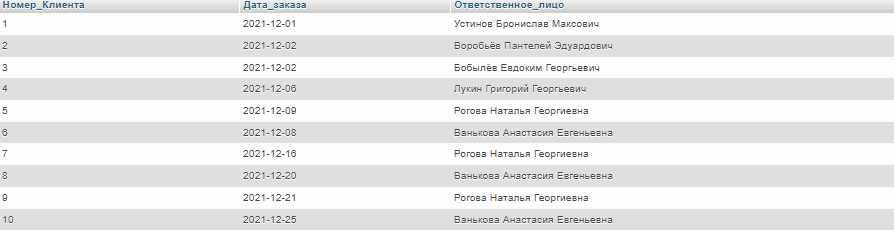 Номер_Клиента Дата_заказа Ответственное_лицо
1 2021-12-01 Устинов Бронислав Максович
2 2021-12-02 Воробьёв Пантелей Эдуардович
3 2021-12-02 Бобылёв Евдоким Георгьевич
4 2021-12-06 Лукин Григорий Георгьевич
5 2021-12-09 Рогова Наталья Георгиевна
6 2021-12-08 Ванькова Анастасия Евгеньевна
7 2021-12-16 Рогова Наталья Георгиевна
8 2021-12-20 Ванькова Анастасия Евгеньевна
9 2021-12-21 Рогова Наталья Георгиевна
10 2021-12-25 Ванькова Анастасия Евгеньевна